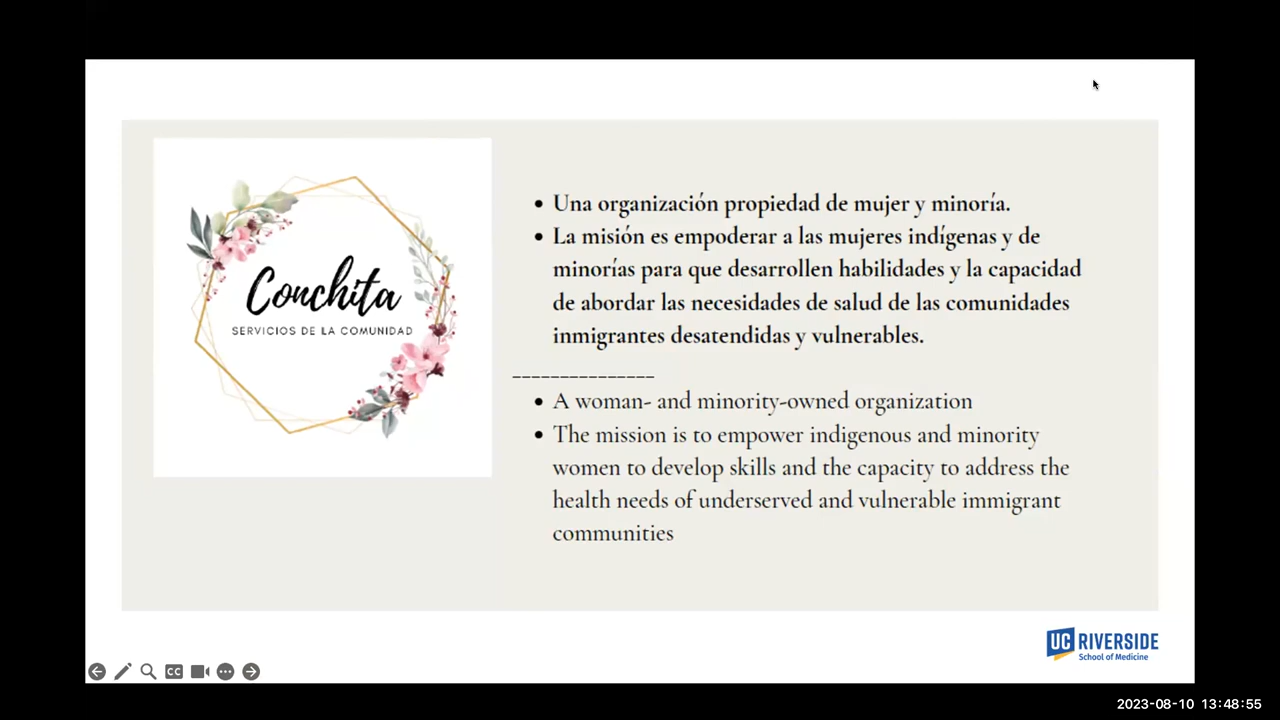 Conchita
SERVICIOS DE LA COMUNIDAD
• Una organización propiedad de mujer y minoría.
• La misión es empoderar a las mujeres indígenas y de
minorías para que desarrollen habilidades y la capacidad
de abordar las necesidades de salud de las comunidades
inmigrantes desatendidas y vulnerables.
_______________
• A woman- and minority-owned organization
• The mission is to empower indigenous and minority
women to develop skills and the capacity to address the
health needs of underserved and vulnerable immigrant
communities
UC RIVERSIDE
School of Medicine
CC
2023-08-10 13:48:55